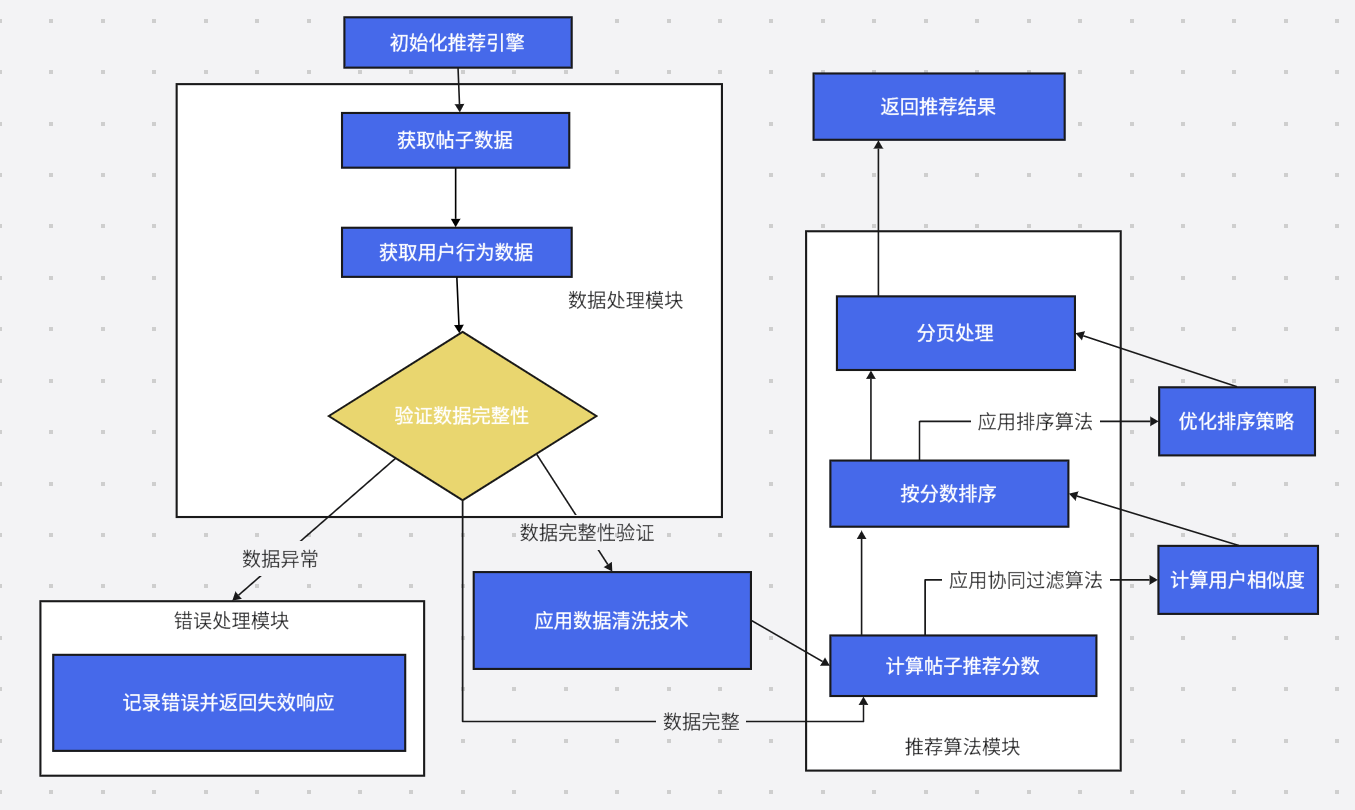 初始化推荐引擎
返回推荐结果
获取帖子数据
获取用户行为数据
数据处理模块
分页处理
验证数据完整性
应用排序算法
优化排序策略
按分数排序
数据完整性验证
数据异常
应用协同过滤算法
计算用户相似度
错误处理模块
应用数据清洗技术
计算帖子推荐分数
记录错误并返回失效响应
数据完整
推荐算法模块